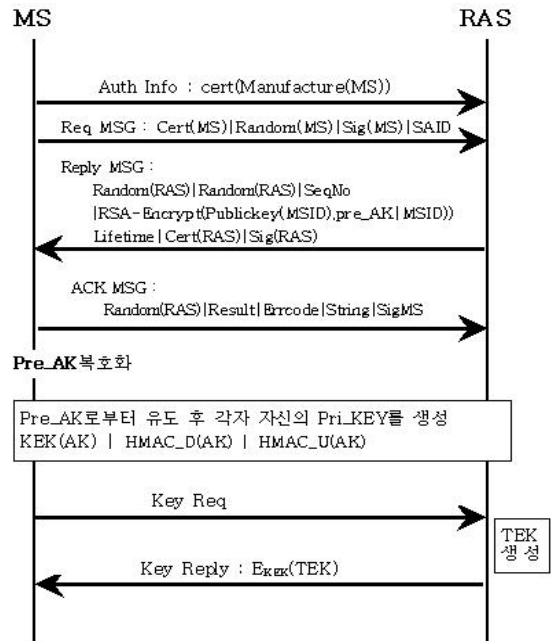 MS
RAS
Auth Info : cert(Manufacture(MS))
Req MSG : Cert(MS)|Random(MS)|Sig(MS)|SAID
Reply MSG :
Random(RAS)|Random(RAS)|SeqNo
|RSA-Encrypt(Publickey(MSID),pre_AK|MSID))
Lifetime|Cert(RAS)|Sig(RAS)
ACK MSG :
Random(RAS)|Result|Errcode|String|SigMS
Pre_AK복호화
Pre_AK로부터 유도 후 각자 자신의 Pri_KEY를 생성
KEK(AK) | HMAC_D(AK) | HMAC_U(AK)
Key Req
TEK
생성
Key Reply : EKEK(TEK)